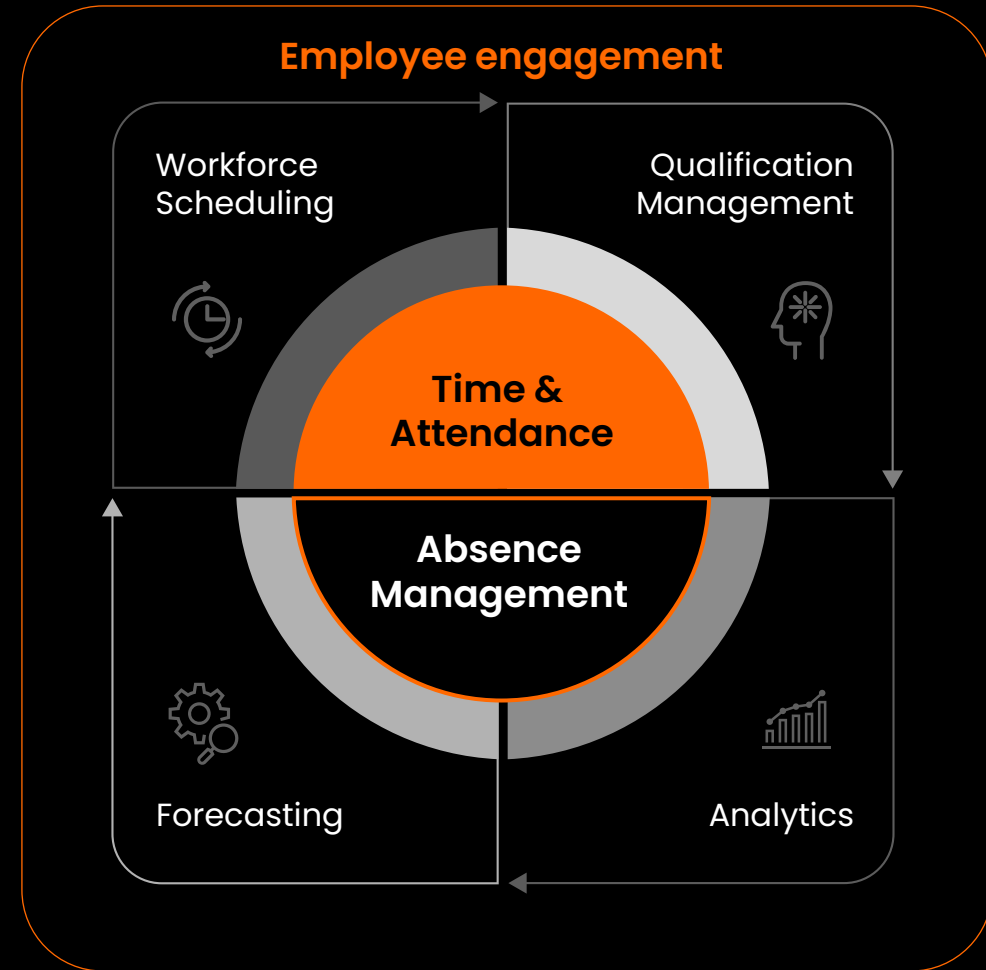 Employee engagement
Workforce
Scheduling
Qualification
Management
Time &
Attendance
Absence
Management
Forecasting
Analytics